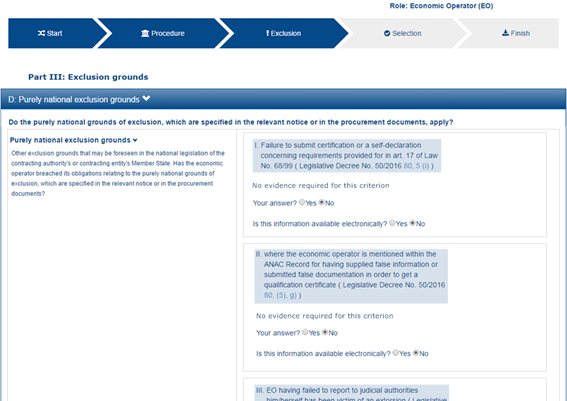 Role: Economic Operator (EO)
Start
Procedure
Exclusion
Selection
Finish
Part III: Exclusion grounds
D: Purely national exclusion grounds
Do the purely national grounds of exclusion, which are specified in the relevant notice or in the procurement documents, apply?
Purely national exclusion grounds
Other exclusion grounds that may be foreseen in the national legislation of the
contracting authority's or contracting entity's Member State. Has the economic
operator breached its obligations relating to the purely national grounds of
exclusion, which are specified in the relevant notice or in the procurement
documents?
I. Failure to submit certification or a self-declaration
concerning requirements provided for in art. 17 of Law
No. 68/99 ( Legislative Decree No. 50/2016 80, 5 (i) )
No evidence required for this criterion
Your answer? Yes No
Is this information available electronically? Yes No
II. where the economic operator is mentioned within the
ANAC Record for having supplied false information or
submitted false documentation in order to get a
qualification certificate ( Legislative Decree No. 50/2016
80, (5), g) )
No evidence required for this criterion
Your answer? Yes No
Is this information available electronically? Yes No
III. EO having failed to report to judicial authorities
him/herself has been victim of an extorsion ( Legislative